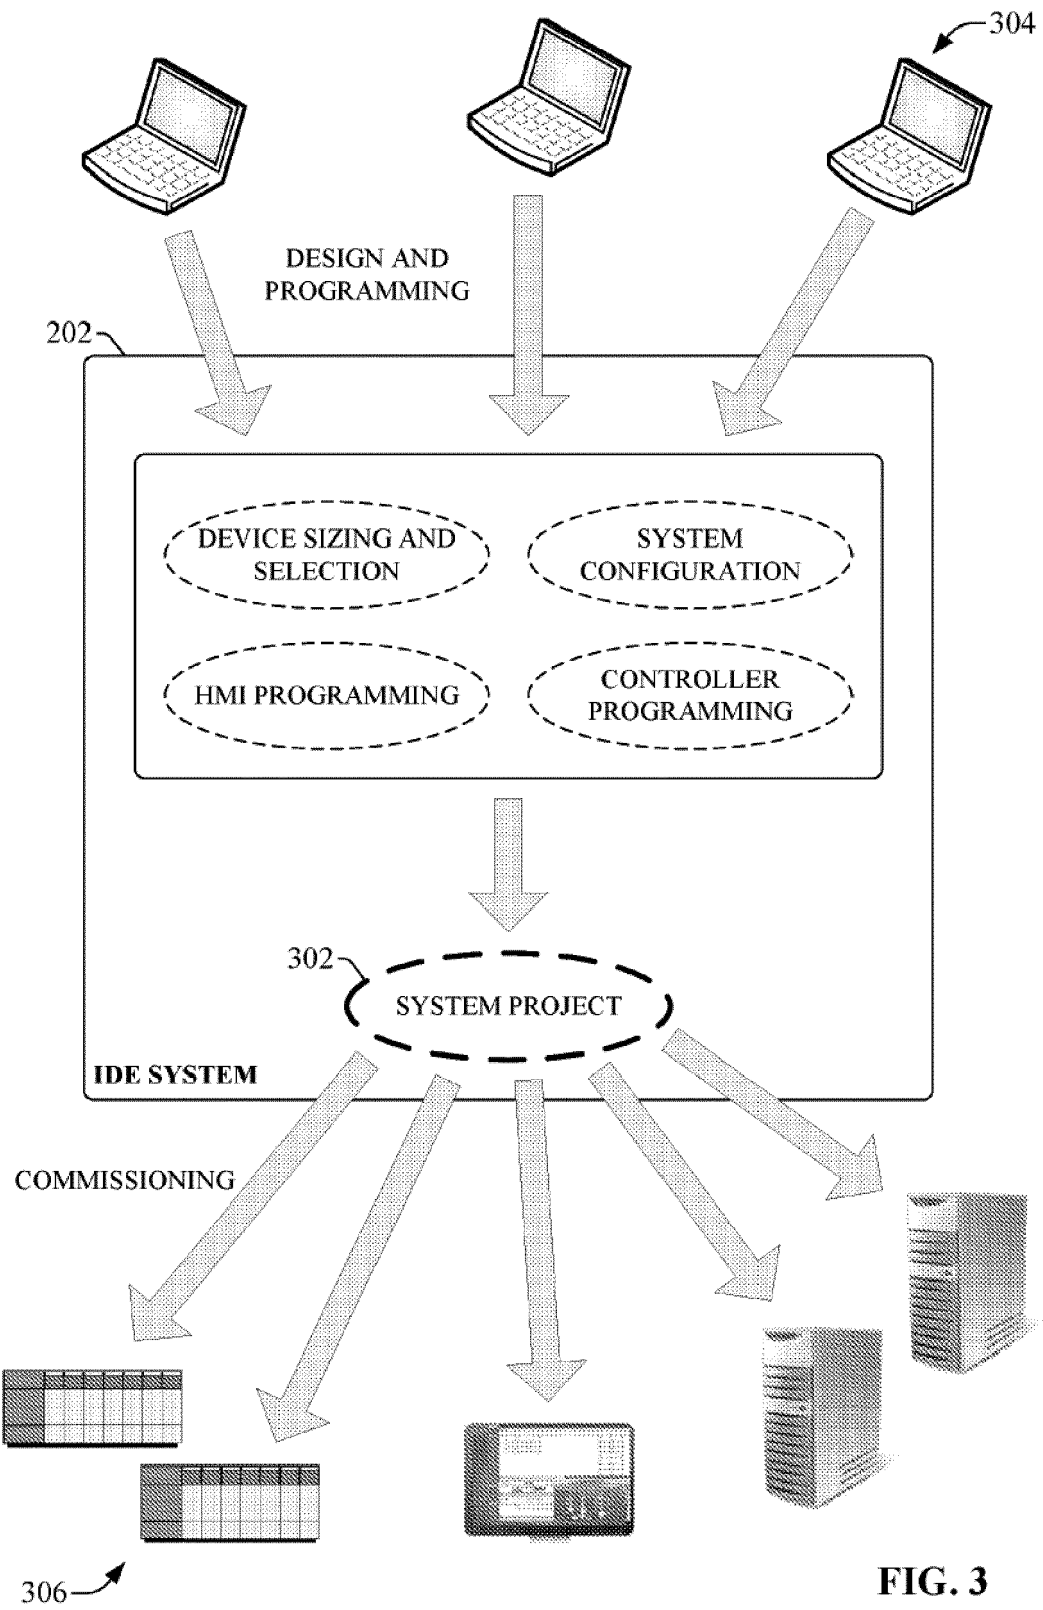 304
DESIGN AND
PROGRAMMING
202
DEVICE SIZING AND
SELECTION
SYSTEM
CONFIGURATION
HMI PROGRAMMING
CONTROLLER
PROGRAMMING
302
SYSTEM PROJECT
IDE SYSTEM
COMMISSIONING
306
FIG. 3